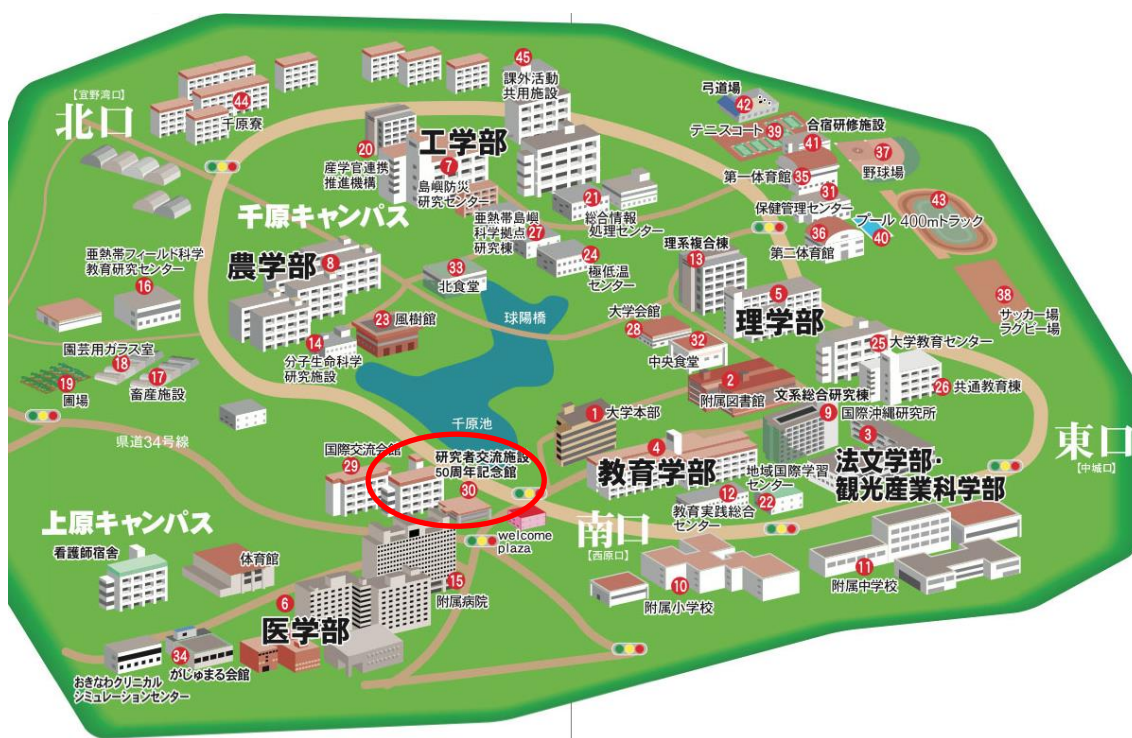 【宜野湾口】
北口
44
千原寮
45
課外活動
共用施設
20
産学官連携
推進機構
工学部
7
島嶼防災
研究センター
弓道場
42
テニスコート 39
合宿研修施設
41
37
野球場
第一体育館
35
31
保健管理センター
43
プール 400mトラック
40
36
第二体育館
38
サッカー場
ラグビー場
千原キャンパス
亜熱帯島嶼
科学拠点
27
研究棟
21
総合情報
処理センター
24
極低温
センター
理系複合棟
13
亜熱帯フィールド科学
教育研究センター
16
農学部
8
33
北食堂
球陽橋
23 風樹館
14
分子生命科学
研究施設
大学会館
28
32
中央食堂
5
理学部
25 大学教育センター
26 共通教育棟
園芸用ガラス室
18
17
畜産施設
19
圃場
2
附属図書館
文系総合研究棟
9
国際沖縄研究所
1 大学本部
3
法文学部・
観光産業科学部
東口
【中城口】
県道34号線
千原池
国際交流会館
29
研究者交流施設
50周年記念館
30
4
教育学部
地域国際学習
センター
22
12
教育実践総合
センター
南口
【西原口】
welcome
plaza
上原キャンパス
看護師宿舎
体育館
15
附属病院
10
附属小学校
11
附属中学校
6
医学部
34
がじゅまる会館
おきなわクリニカル
シミュレーションセンター